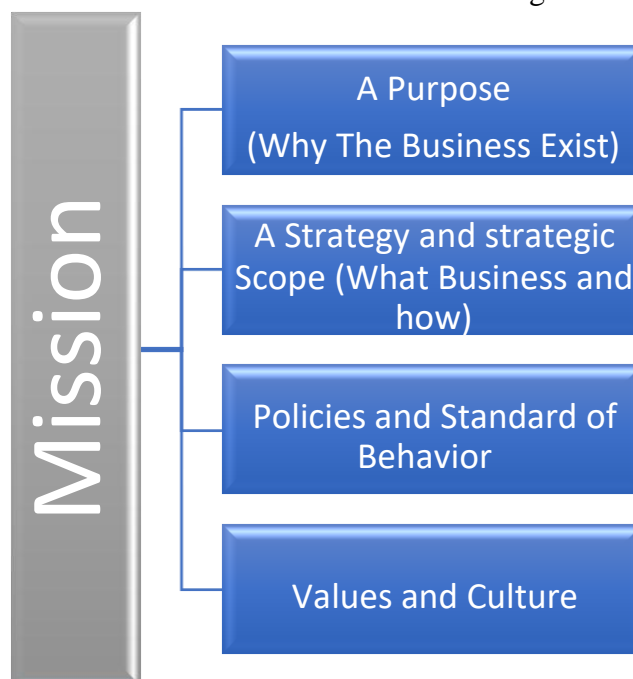 Mission
A Purpose
(Why The Business Exist)
A Strategy and strategic
Scope (What Business and
how)
Policies and Standard of
Behavior
Values and Culture